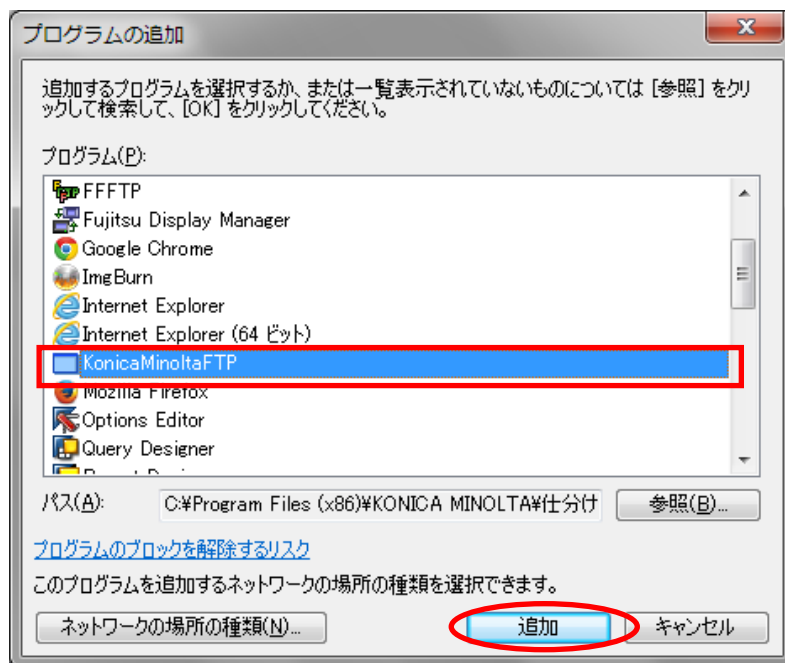 プログラムの追加
追加するプログラムを選択するか、または一覧表示されていないものについては [参照] をクリ
ックして検索して、[OK] をクリックしてください。
プログラム(P):
FFFTP
Fujitsu Display Manager
Google Chrome
ImgBurn
Internet Explorer
Internet Explorer (64 ビット)
KonicaMinoltaFTP
Mozilla Firefox
Options Editor
Query Designer
パス(A):
C:¥Program Files (x86)¥KONICA MINOLTA¥仕分け
参照(B)...
プログラムのブロックを解除するリスク
このプログラムを追加するネットワークの場所の種類を選択できます。
ネットワークの場所の種類(N)...
追加
キャンセル